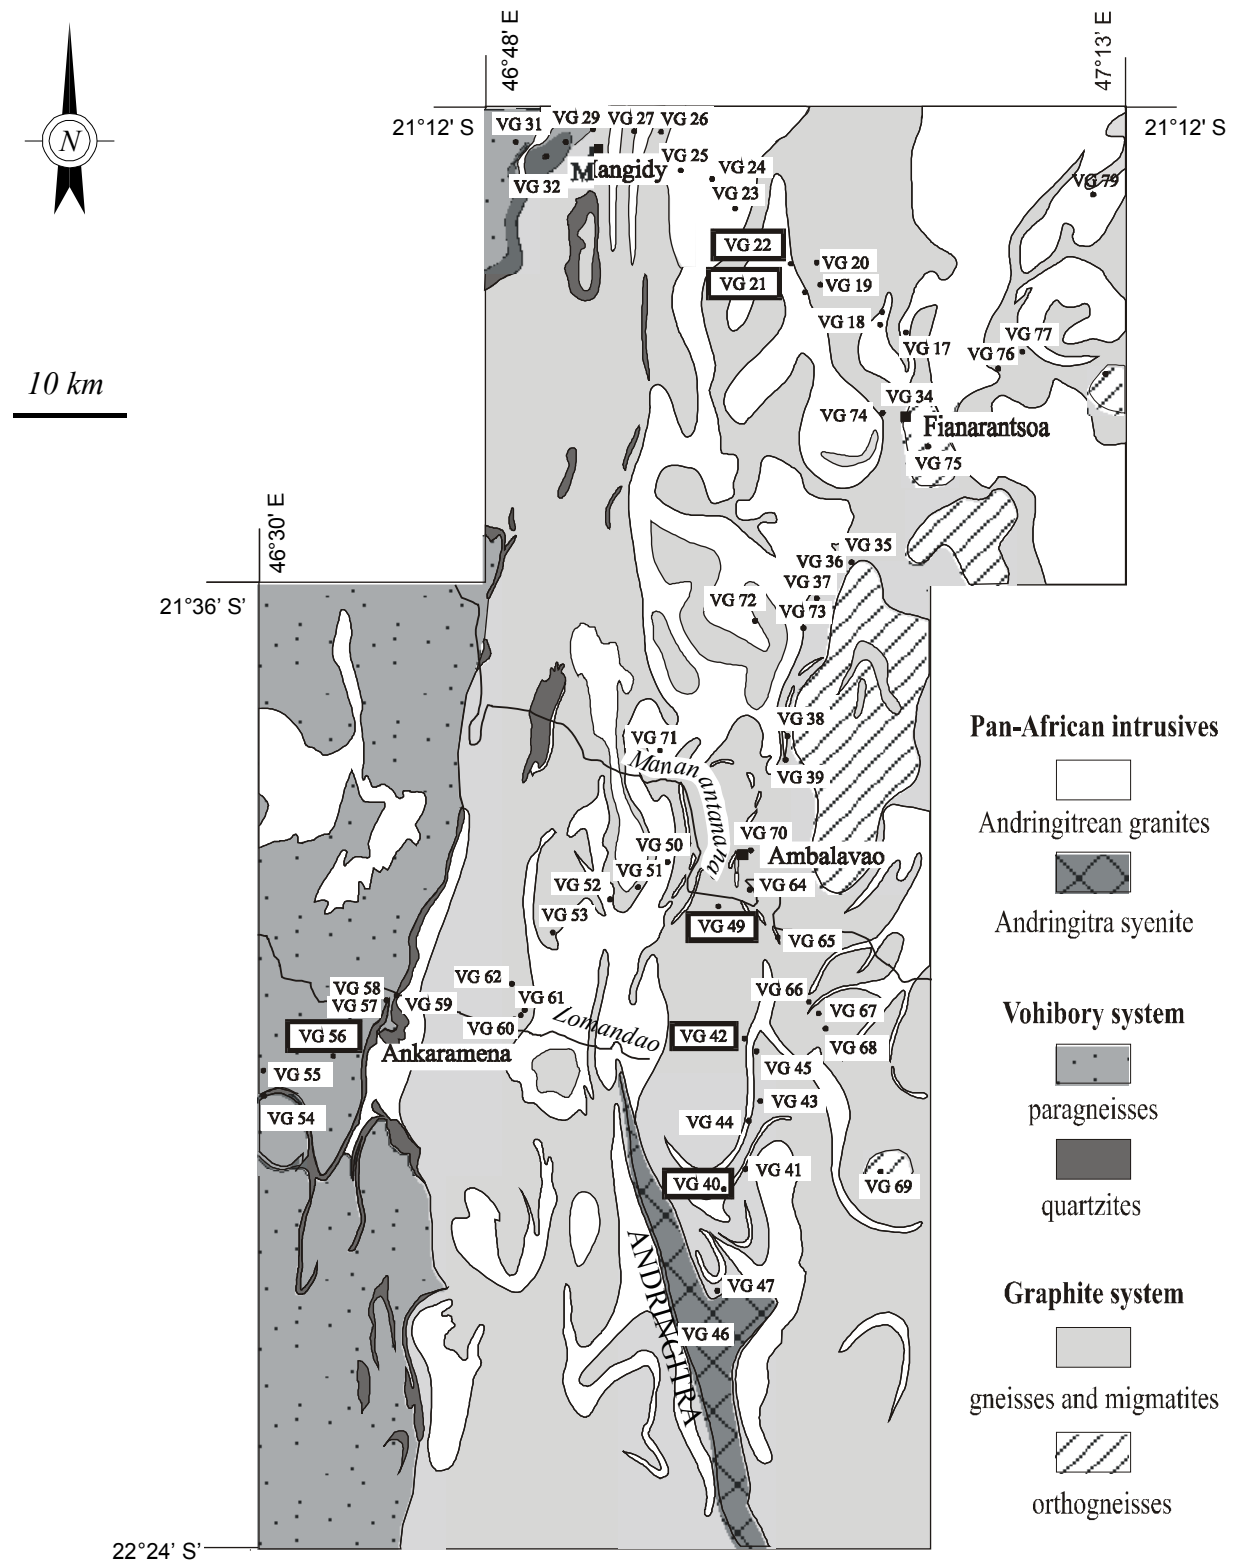 46°48' E
47°13' E
21°12' S
21°12' S
N
VG 31
VG 29
VG 27
VG 26
VG 25
VG 24
VG 32
Mangidy
VG 23
VG 79
VG 22
VG 20
VG 21
VG 19
VG 18
VG 17
VG 77
VG 76
10 km
VG 34
VG 74
Fianarantsoa
VG 75
46°30' E
VG 35
VG 36
VG 37
21°36' S'
VG 72
VG 73
VG 38
VG 71
Manan antanana
VG 39
VG 70
VG 50
Ambalavao
VG 51
VG 52
VG 64
VG 53
VG 49
VG 65
VG 62
VG 58
VG 57
VG 59
VG 61
VG 60
Zomandao
VG 66
VG 67
VG 68
VG 56
VG 42
Ankaramena
VG 45
VG 55
VG 43
VG 54
VG 44
VG 41
VG 40
VG 69
ANDRINGITRA
VG 47
VG 46
22°24' S'
Pan-African intrusives
Andringitrean granites
Andringitra syenite
Vohibory system
paragneisses
quartzites
Graphite system
gneisses and migmatites
orthogneisses